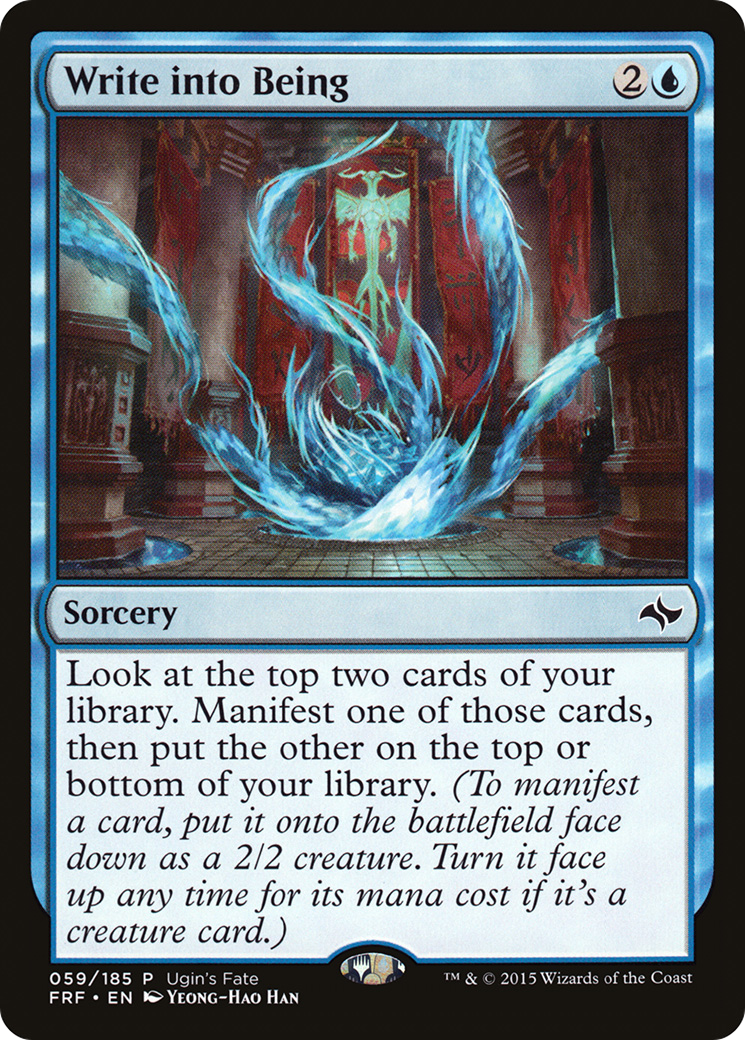 Write into Being 2
Sorcery
Look at the top two cards of your
library. Manifest one of those cards,
then put the other on the top or
bottom of your library. (To manifest
a card, put it onto the battlefield face
down as a 2/2 creature. Turn it face
up any time for its mana cost if it's a
creature card.)
059/185 P Ugin's Fate
FRF • EN Yeong-Hao Han
™ & © 2015 Wizards of the Coast